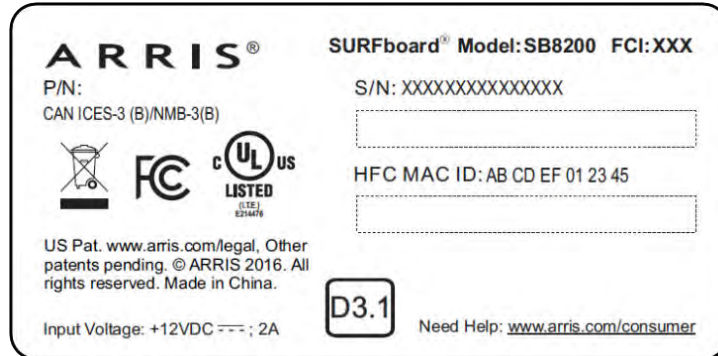 ARRIS®
P/N:
CAN ICES-3 (B)/NMB-3(B)
FC
C UL US
LISTED
(I.T.E.)
E214476
US Pat. www.arris.com/legal, Other
patents pending. © ARRIS 2016. All
rights reserved. Made in China.
Input Voltage: +12VDC ⎓ ; 2A
SURFboard® Model: SB8200 FCI: XXX
S/N: XXXXXXXXXXXXXXX
HFC MAC ID: AB CD EF 01 23 45
D3.1
Need Help: www.arris.com/consumer